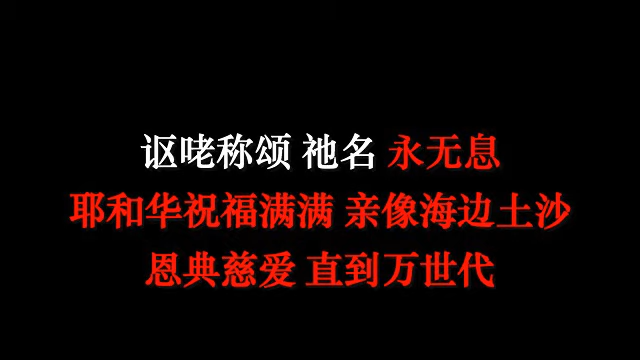 讴咾称颂 祂名 永无息
耶和华祝福满满 亲像海边土沙
恩典慈爱 直到万世代